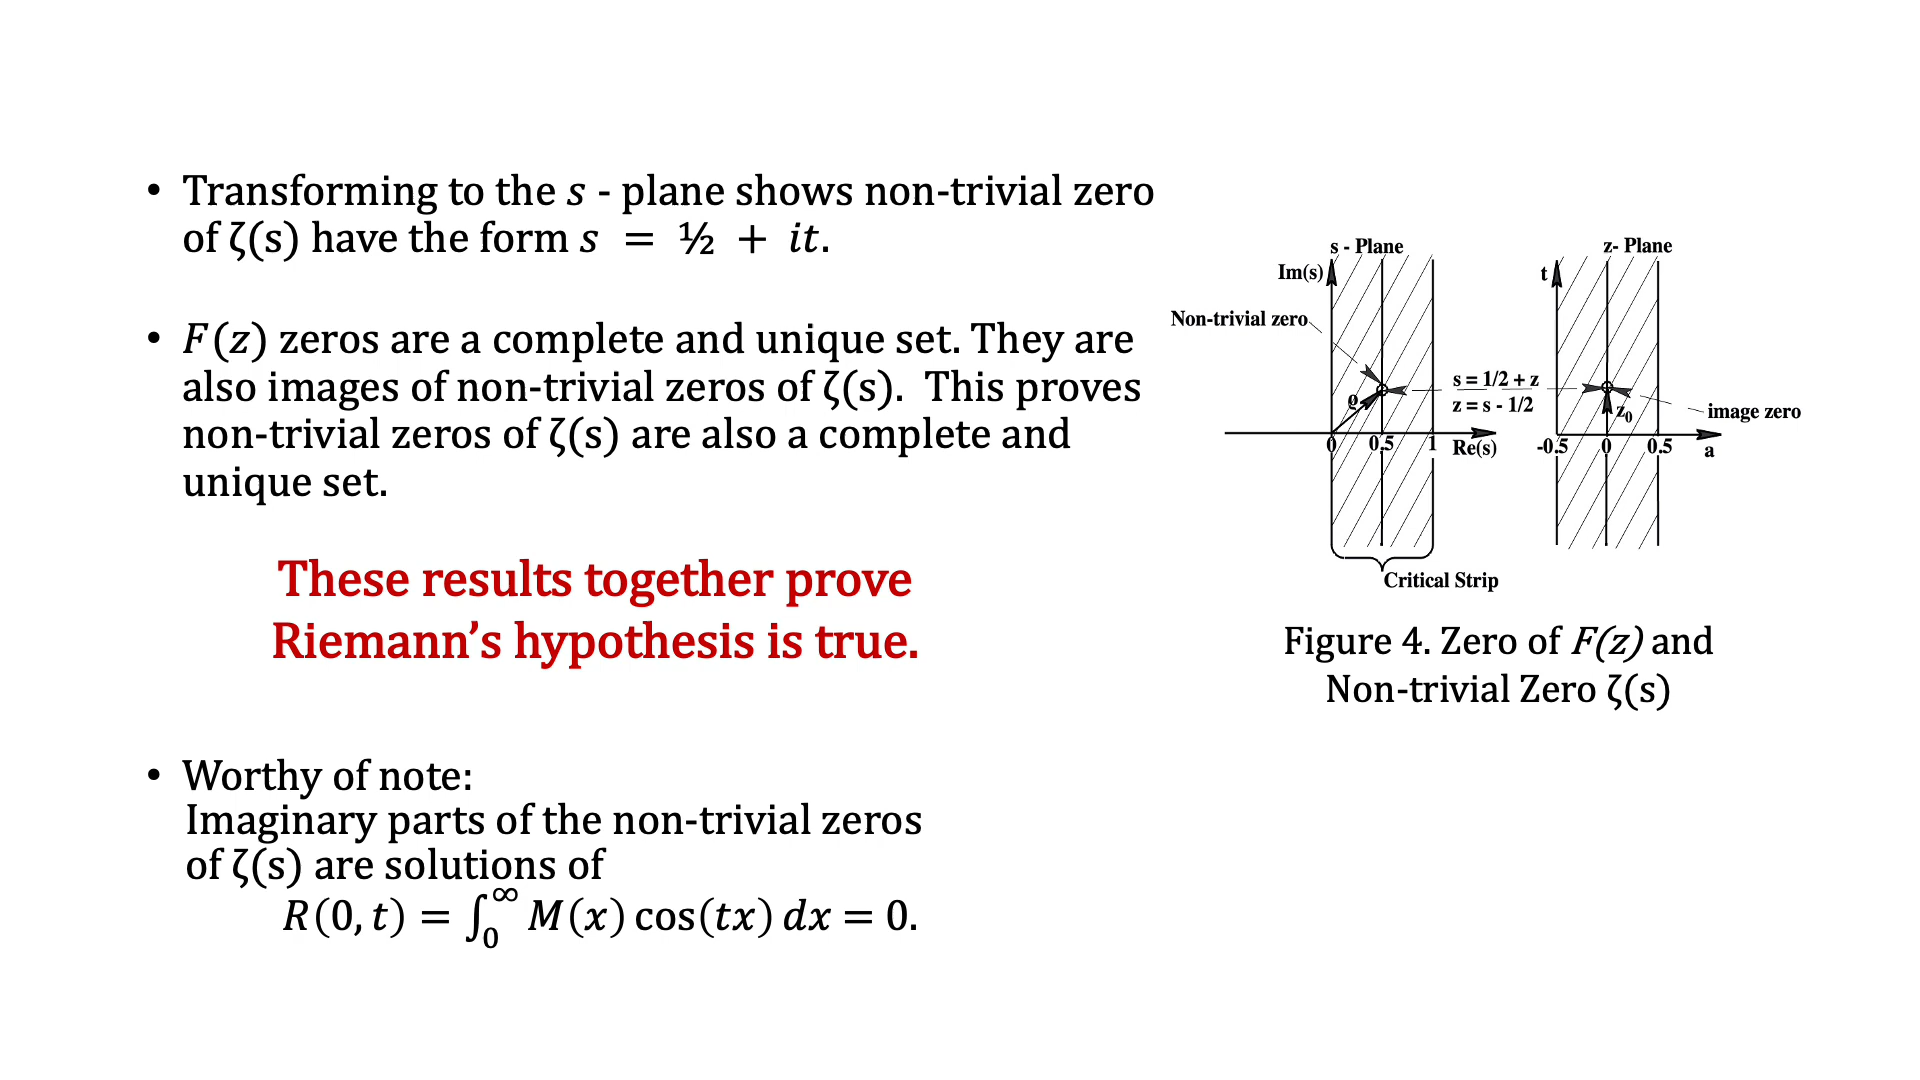 • Transforming to the s - plane shows non-trivial zero
of ζ(s) have the form s = ½ + it.
• F(z) zeros are a complete and unique set. They are
also images of non-trivial zeros of ζ(s). This proves
non-trivial zeros of ζ(s) are also a complete and
unique set.
These results together prove
Riemann’s hypothesis is true.
• Worthy of note:
Imaginary parts of the non-trivial zeros
of ζ(s) are solutions of
R(0, t) = ∫₀^∞ M(x) cos(tx) dx = 0.
s - Plane
Im(s)
Non-trivial zero
ϱ
0 0.5 1 Re(s)
Critical Strip
s = 1/2 + z
z = s - 1/2
z- Plane
t
z₀
image zero
-0.5 0 0.5 a
Figure 4. Zero of F(z) and
Non-trivial Zero ζ(s)